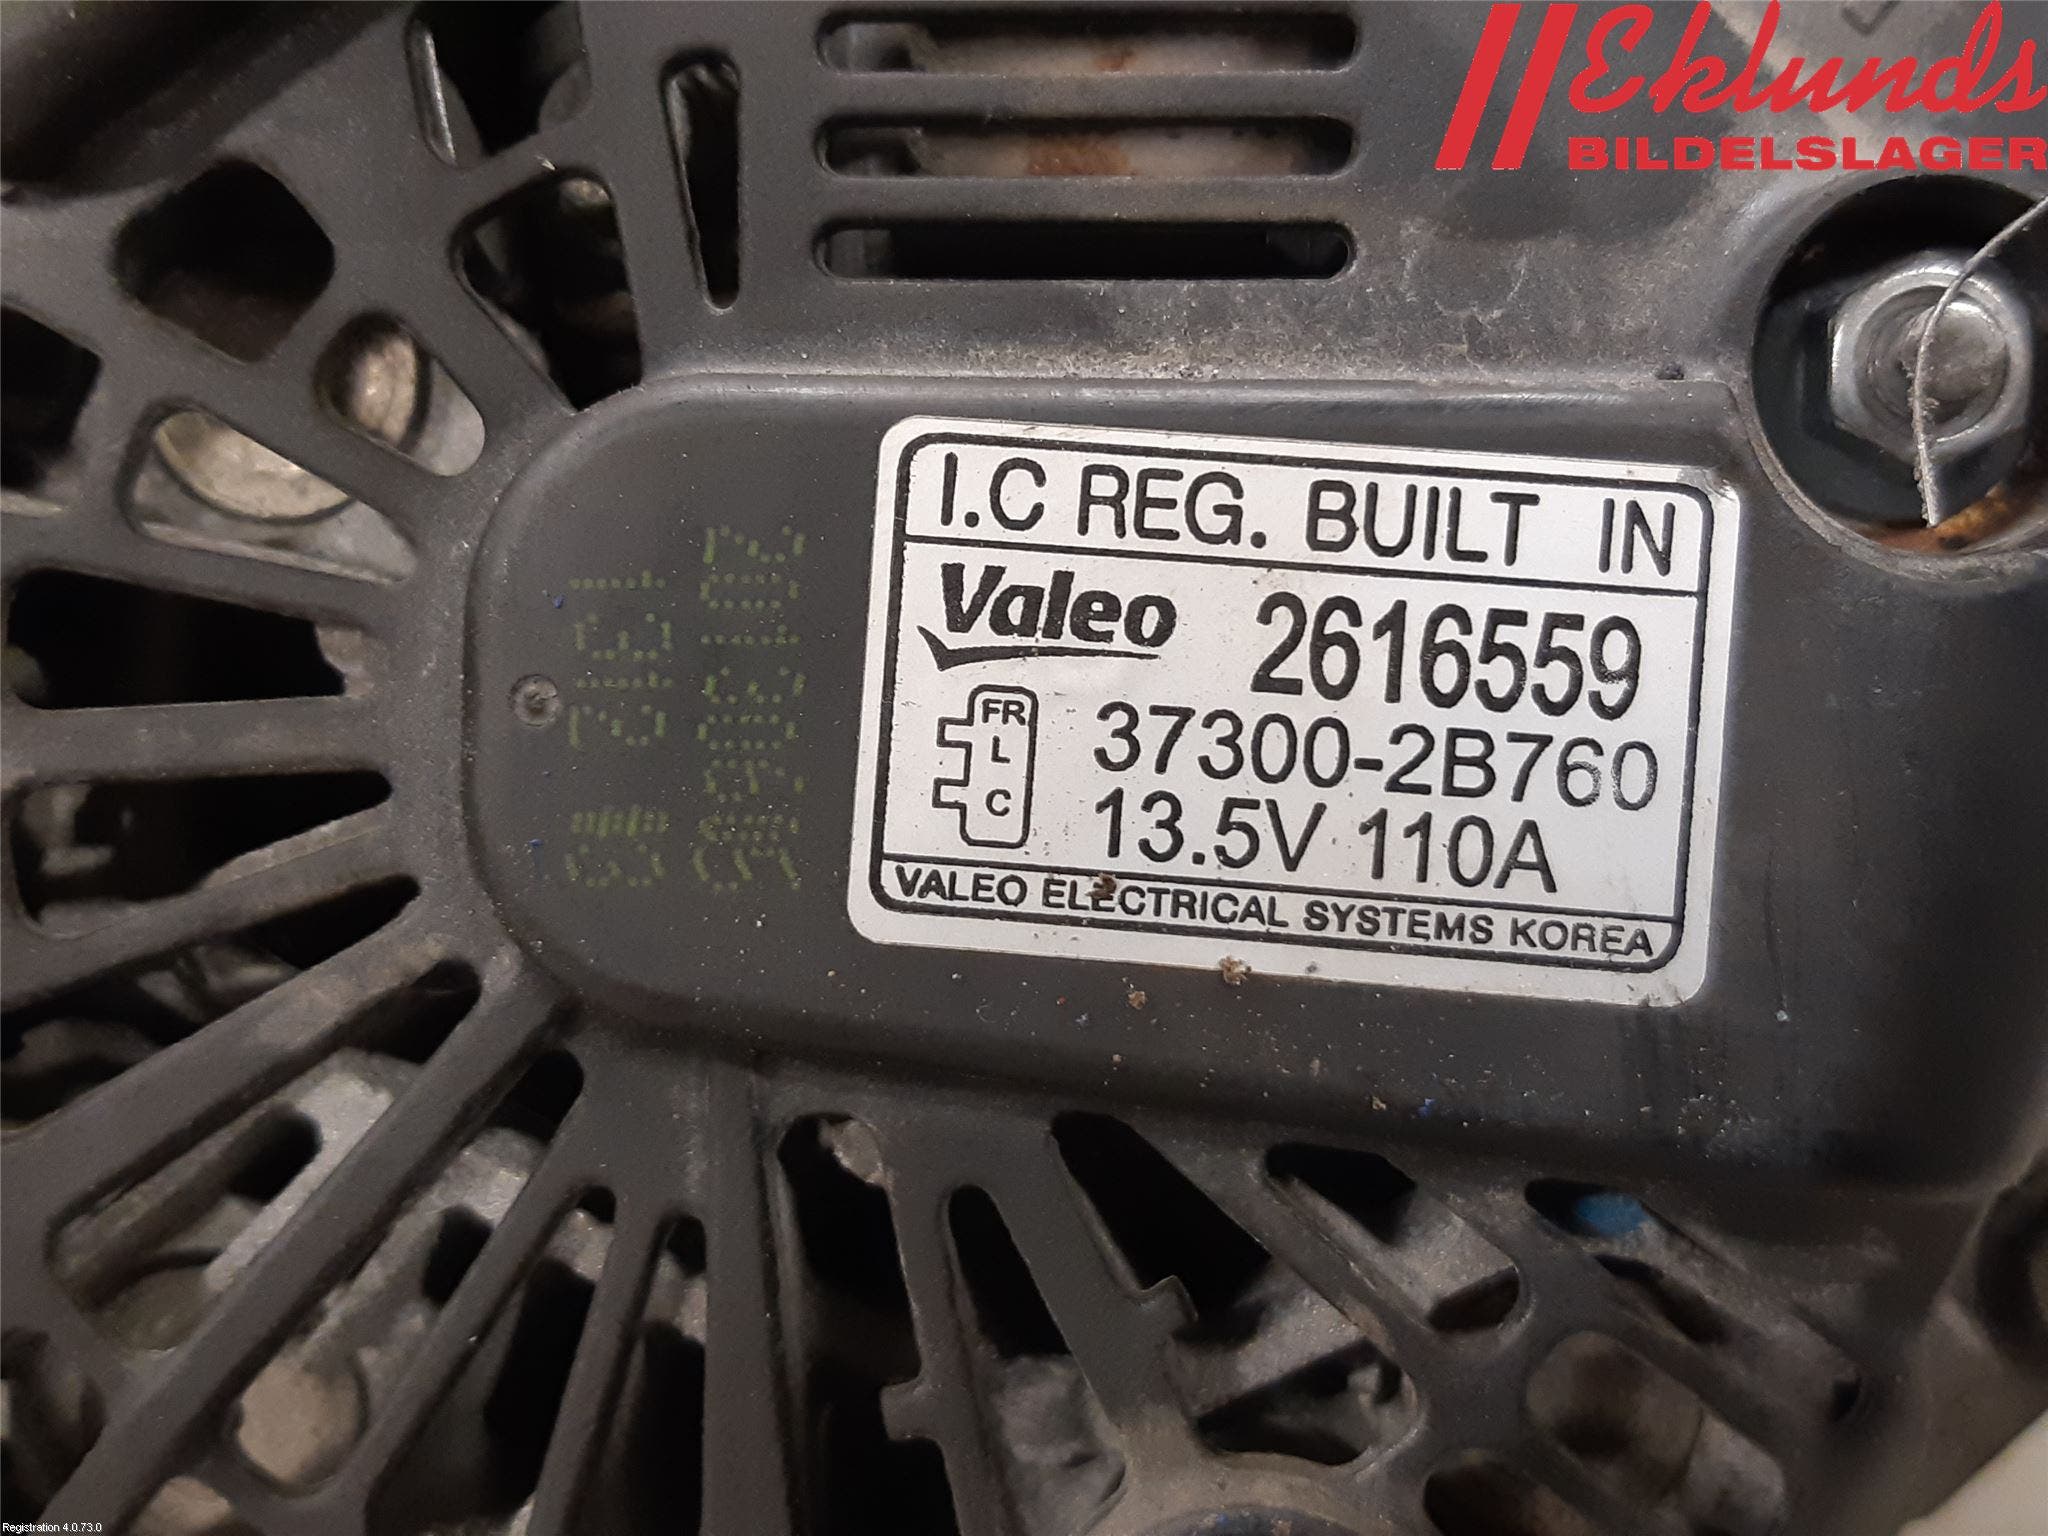 Eklunds
BILDELSLAGER
I.C REG. BUILT IN
Valeo 2616559
FR
L
C
37300-2B760
13.5V 110A
VALEO ELECTRICAL SYSTEMS KOREA
Registration 4.0.73.0